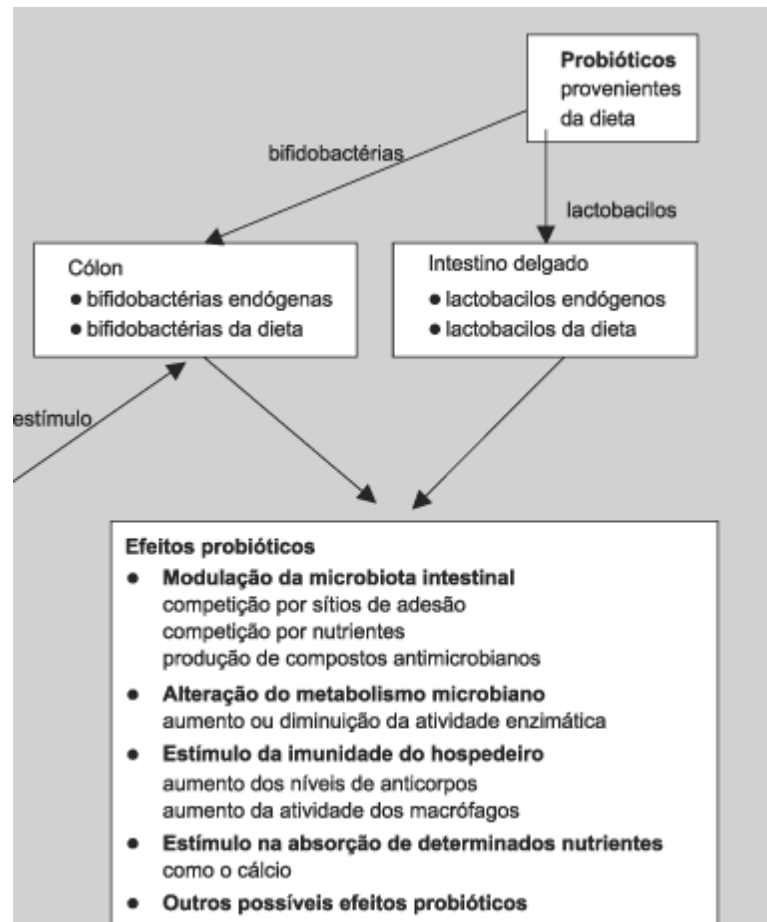 Probióticos
provenientes
da dieta
bifidobactérias
lactobacilos
Cólon
● bifidobactérias endógenas
● bifidobactérias da dieta
Intestino delgado
● lactobacilos endógenos
● lactobacilos da dieta
estímulo
Efeitos probióticos
● Modulação da microbiota intestinal
competição por sítios de adesão
competição por nutrientes
produção de compostos antimicrobianos
● Alteração do metabolismo microbiano
aumento ou diminuição da atividade enzimática
● Estímulo da imunidade do hospedeiro
aumento dos níveis de anticorpos
aumento da atividade dos macrófagos
● Estímulo na absorção de determinados nutrientes
como o cálcio
● Outros possíveis efeitos probióticos